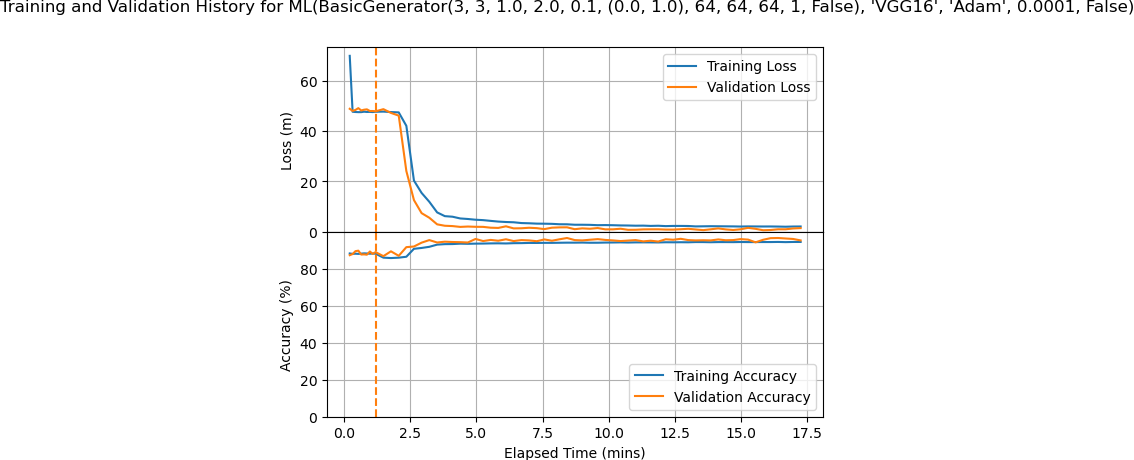 Training and Validation History for ML(BasicGenerator(3, 3, 1.0, 2.0, 0.1, (0.0, 1.0), 64, 64, 64, 1, False), 'VGG16', 'Adam', 0.0001, False)
Training Loss
Validation Loss
Loss (m)
60
40
20
0
Accuracy (%)
80
60
40
20
0
Training Accuracy
Validation Accuracy
0.0 2.5 5.0 7.5 10.0 12.5 15.0 17.5
Elapsed Time (mins)